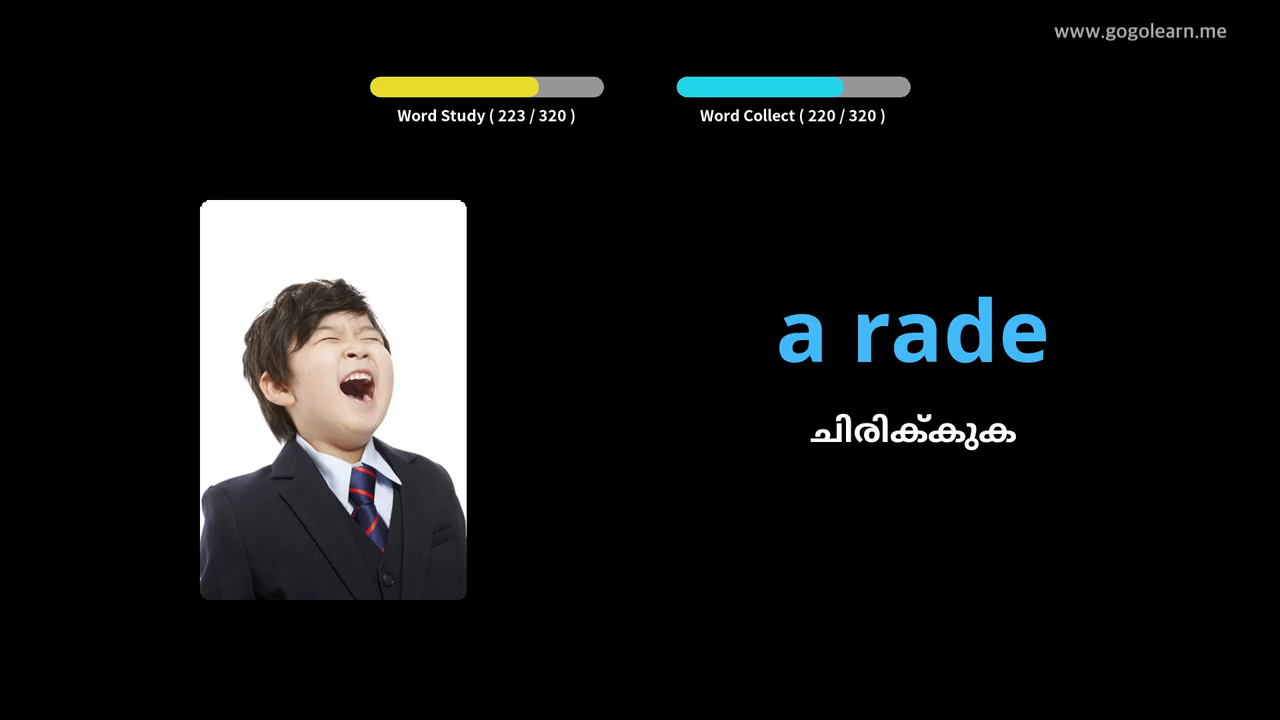 www.gogolearn.me
Word Study ( 223 / 320 )
Word Collect ( 220 / 320 )
a rade
ചിരിക്കുക